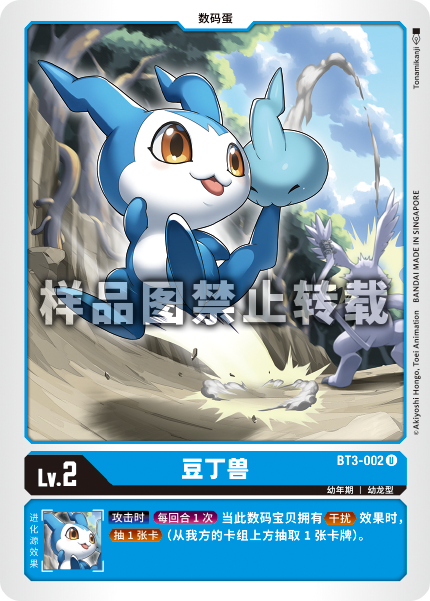 数码蛋
Tonamikanji
©Akiyoshi Hongo, Toei Animation BANDAI MADE IN SINGAPORE
样品图禁止转载
BT3-002 U
Lv.2
豆丁兽
幼年期 | 幼龙型
进化源效果
攻击时 每回合1次 当此数码宝贝拥有 干扰 效果时,
抽1张卡 (从我方的卡组上方抽取1张卡牌)。